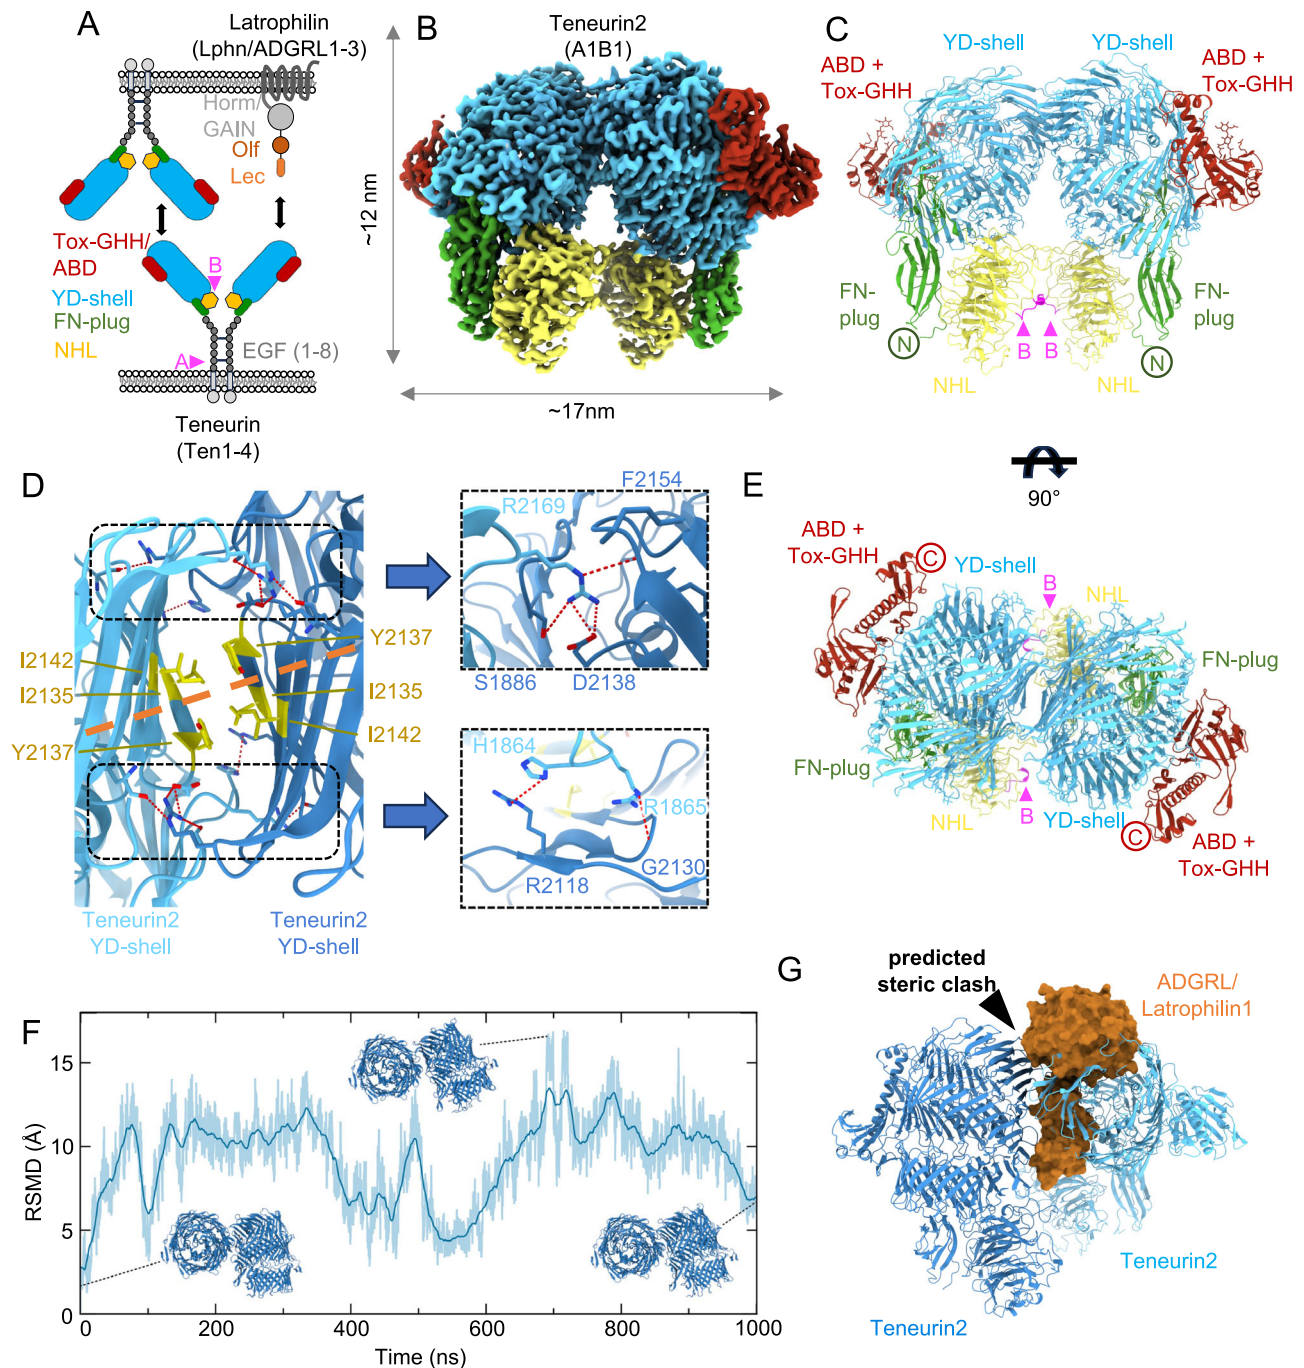 A
Latrophilin
(Lphn/ADGRL1-3)
Horm/
GAIN
Olf
Lec
Tox-GHH/
ABD
B
YD-shell
FN-plug
NHL
A
EGF (1-8)
Teneurin
(Ten1-4)
B
Teneurin2
(A1B1)
~12 nm
~17nm
C
YD-shell
YD-shell
ABD +
Tox-GHH
ABD +
Tox-GHH
FN-
plug
FN-
plug
N
N
S
B
B
NHL
NHL
D
I2142
I2135
Y2137
Y2137
I2135
I2142
Teneurin2
YD-shell
Teneurin2
YD-shell
F2154
R2169
S1886
D2138
H1864
R1865
G2130
R2118
90°
E
ABD +
Tox-GHH
C
YD-shell
B
NHL
FN-plug
FN-plug
NHL
B
YD-shell
C
ABD +
Tox-GHH
F
RSMD (Å)
15
10
5
0
0
200
400
600
800
1000
Time (ns)
G
predicted
steric clash
ADGRL/
Latrophilin1
Teneurin2
Teneurin2